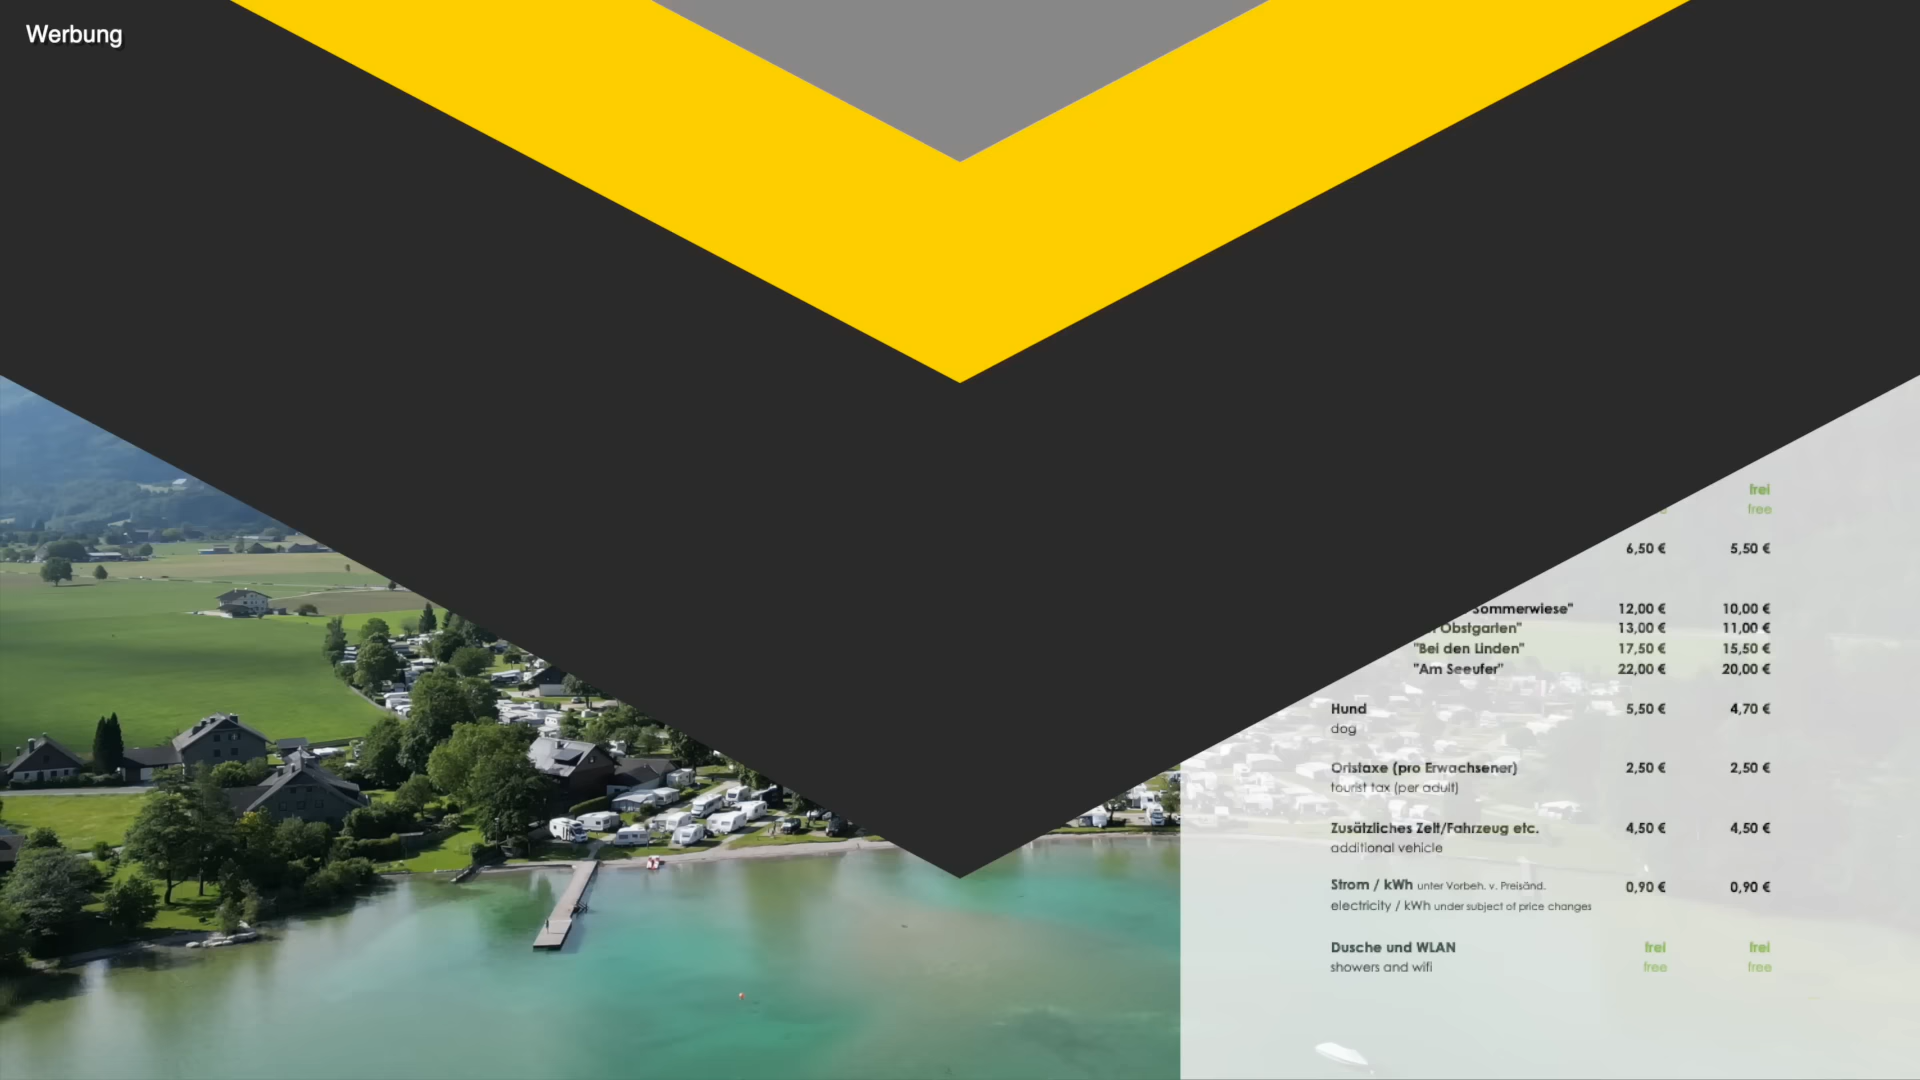 Werbung
frei
free
6,50 € 5,50 €
Sommerwiese" 12,00 € 10,00 €
Obstgarten" 13,00 € 11,00 €
"Bei den Linden" 17,50 € 15,50 €
"Am Seeufer" 22,00 € 20,00 €
Hund 5,50 € 4,70 €
dog
Ortstaxe (pro Erwachsener) 2,50 € 2,50 €
tourist tax (per adult)
Zusätzliches Zelt/Fahrzeug etc. 4,50 € 4,50 €
additional vehicle
Strom / kWh unter Vorbeh. v. Preisänd. 0,90 € 0,90 €
electricity / kWh under subject of price changes
Dusche und WLAN frei frei
showers and wifi free free